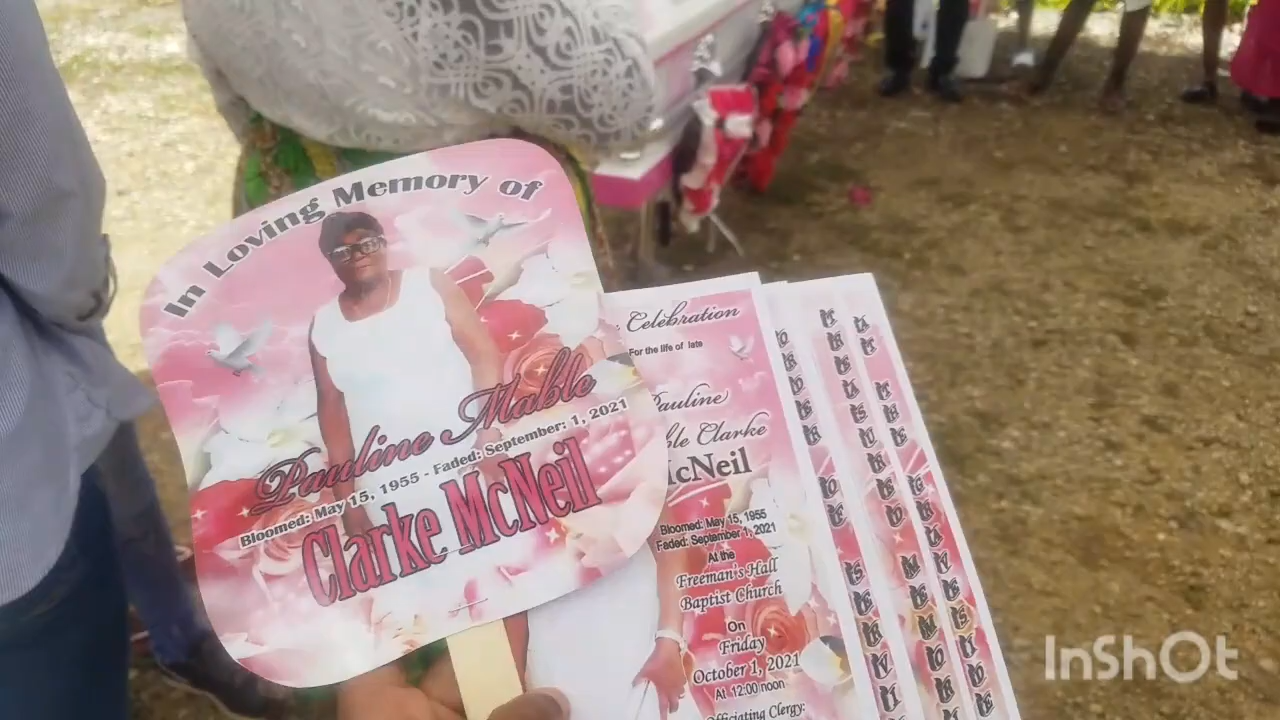 In Loving Memory of
Pauline Mable
Bloomed: May 15, 1955 - Faded: September: 1, 2021
Clarke McNeil
Celebration
For the life of late
Pauline
ble Clarke
McNeil
Bloomed: May 15, 1955
Faded: September 1, 2021
At the
Freeman's Hall
Baptist Church
On
Friday
October 1, 2021
At 12:00 noon
Officiating Clergy:
InShOt